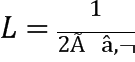 L = 1 / 2Ã â‚¬